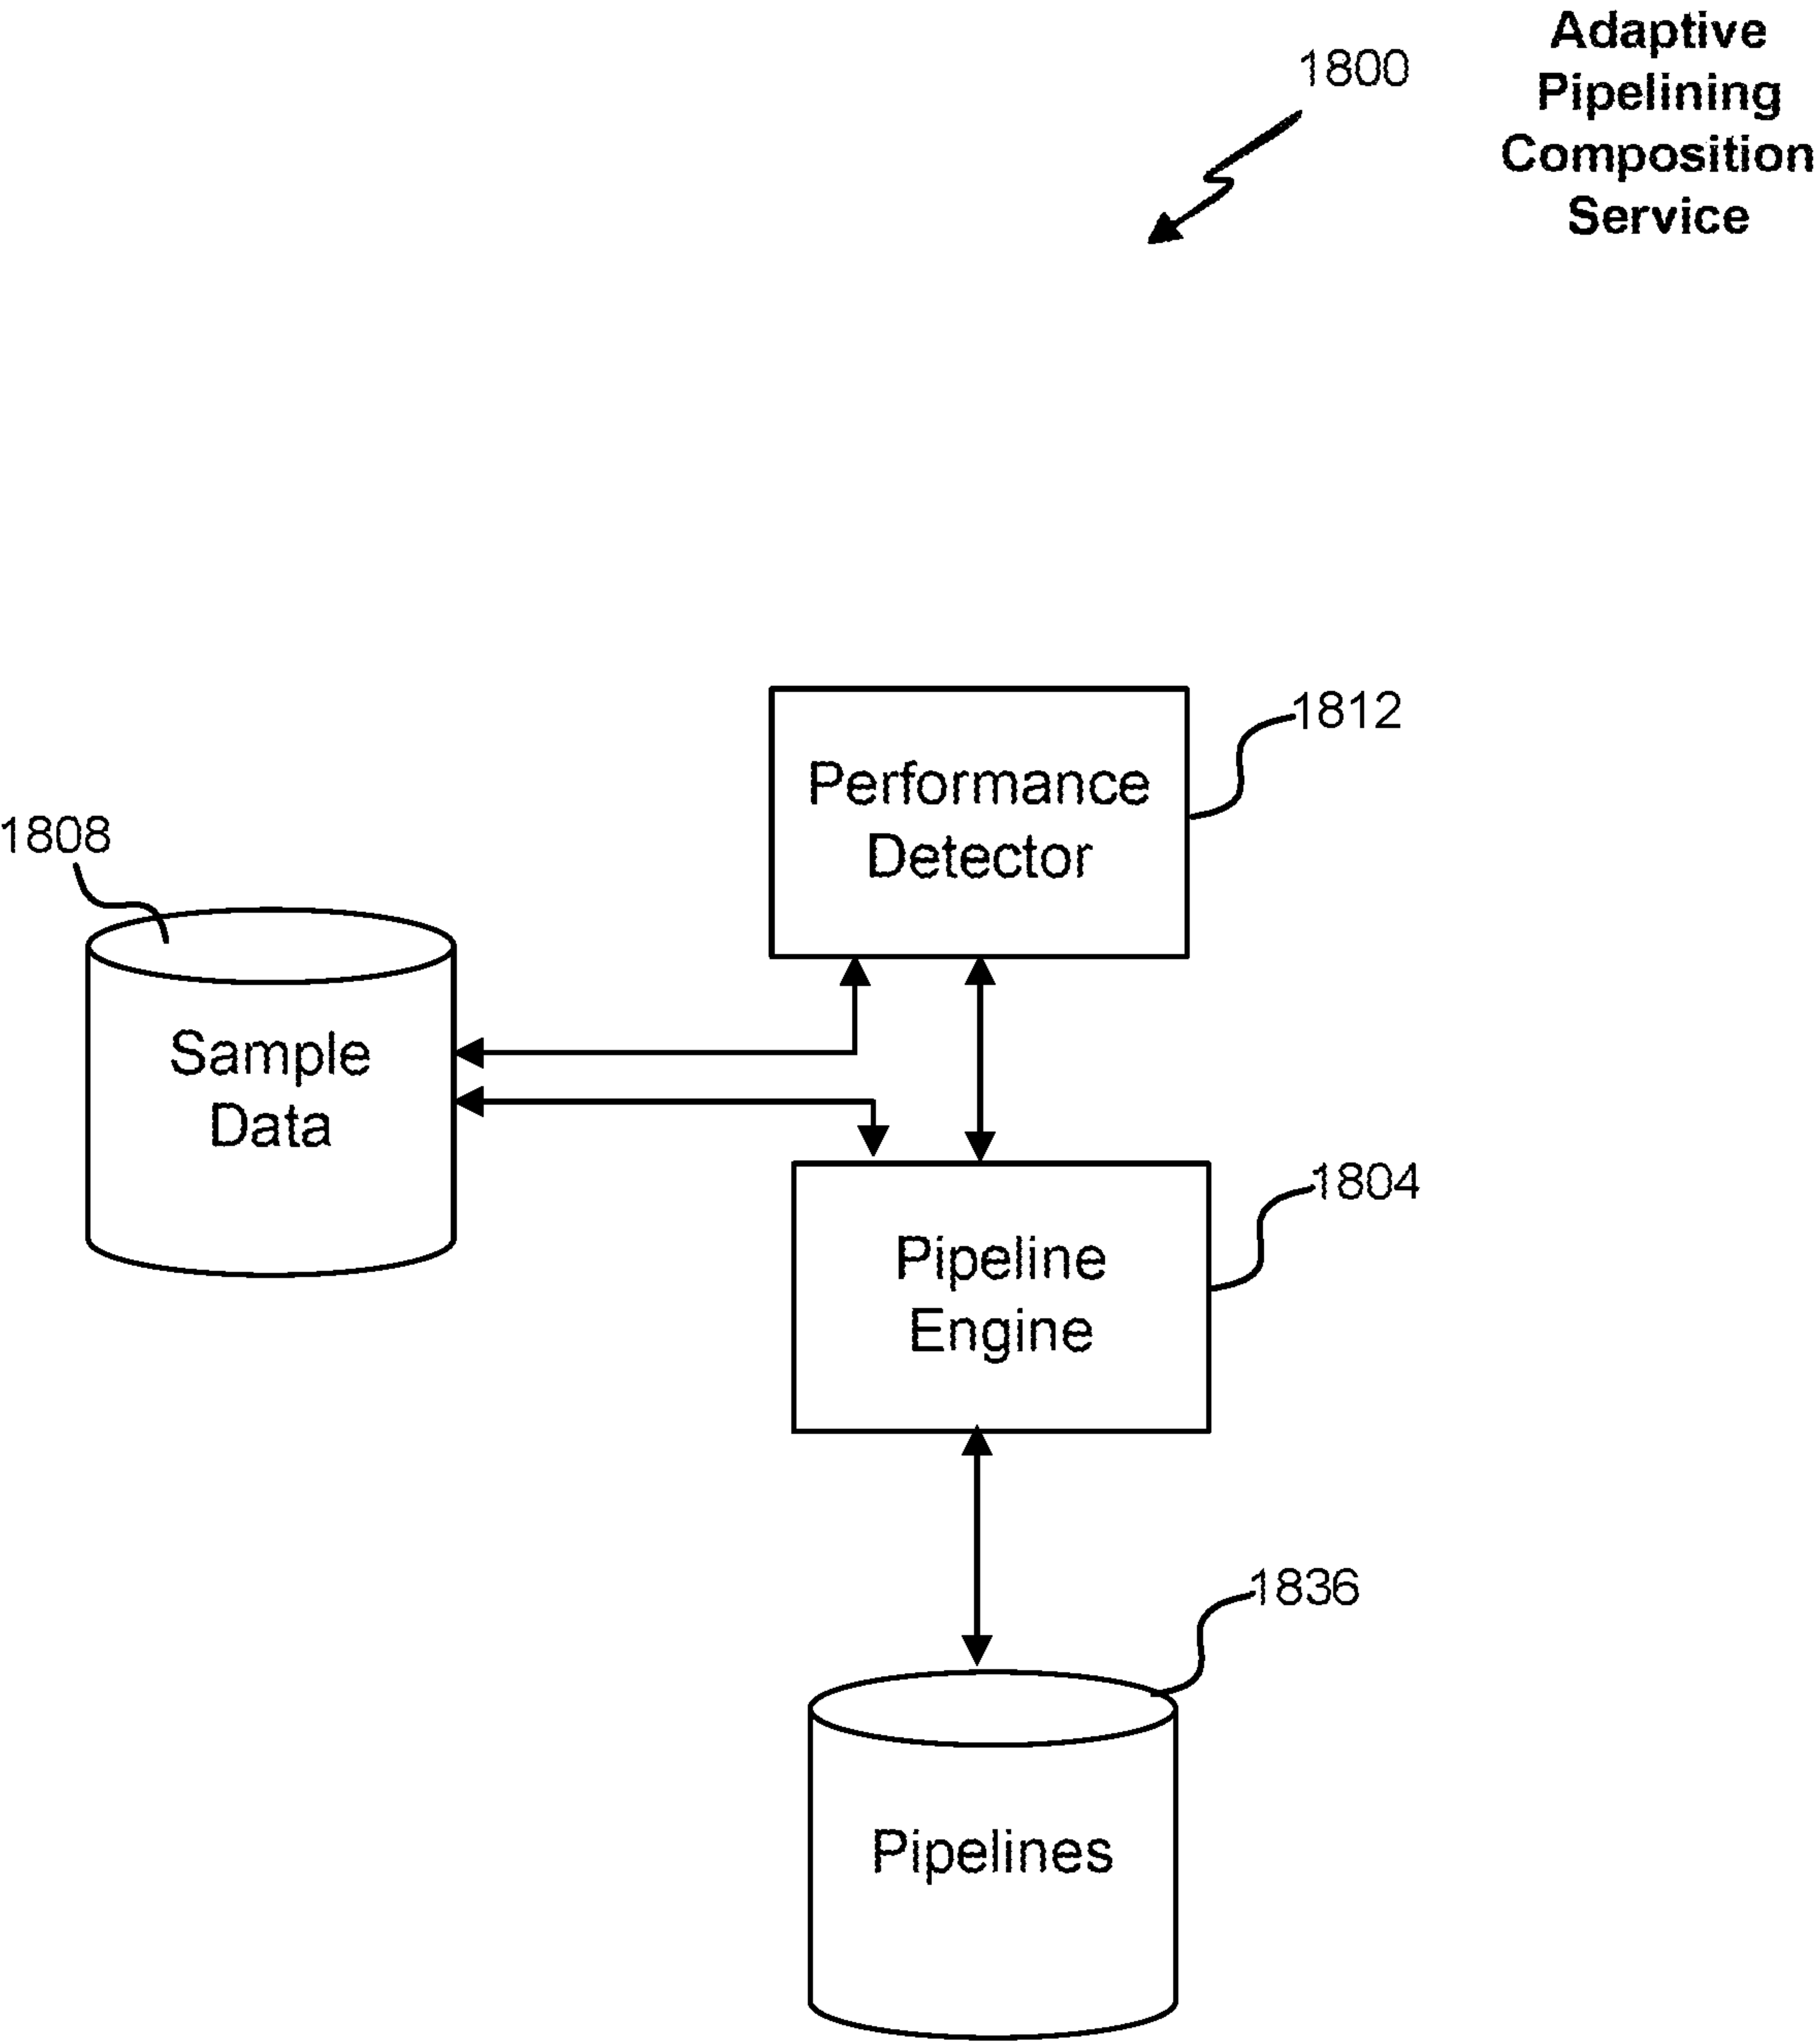 Adaptive
Pipelining
Composition
Service
1800
1812
Performance
Detector
1808
Sample
Data
1804
Pipeline
Engine
1836
Pipelines